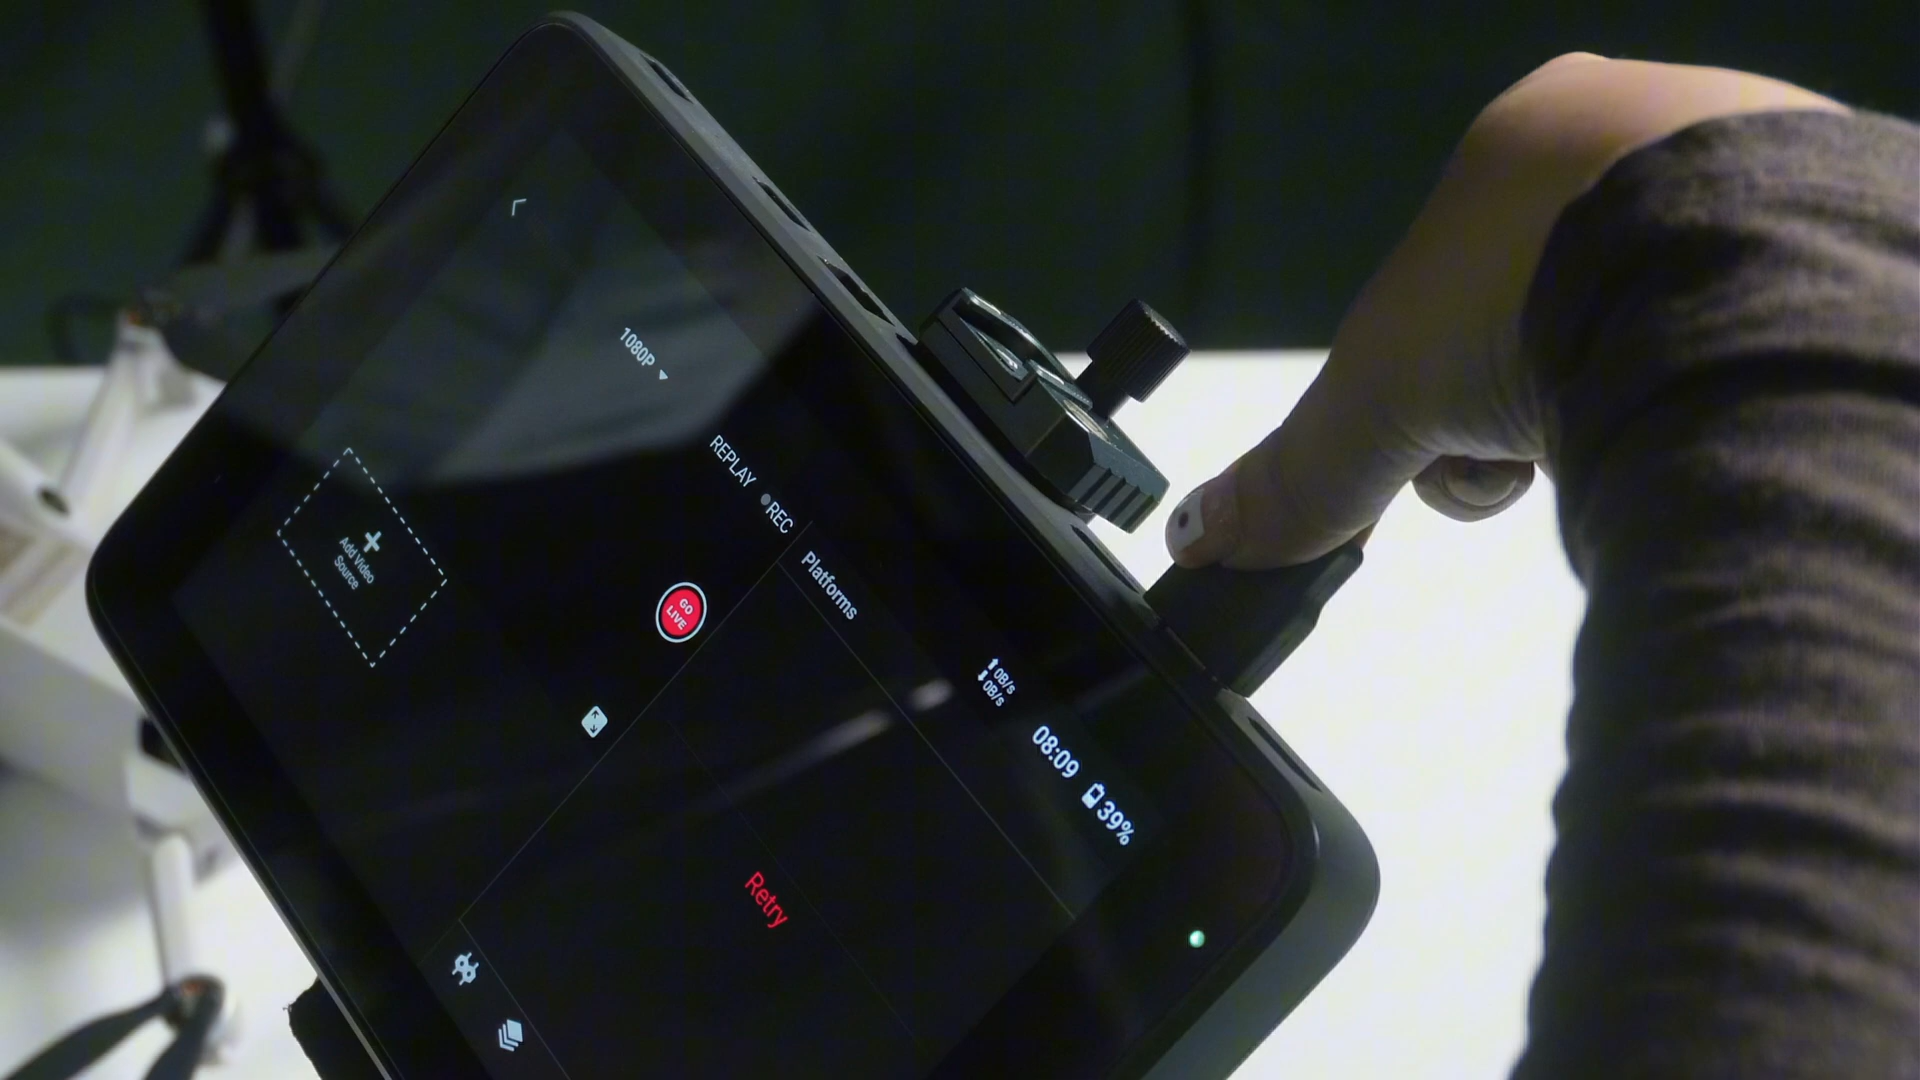 1080P
REPLAY
REC
Platforms
0B/s
0B/s
08:09
39%
Add Video
Source
GO
LIVE
Retry